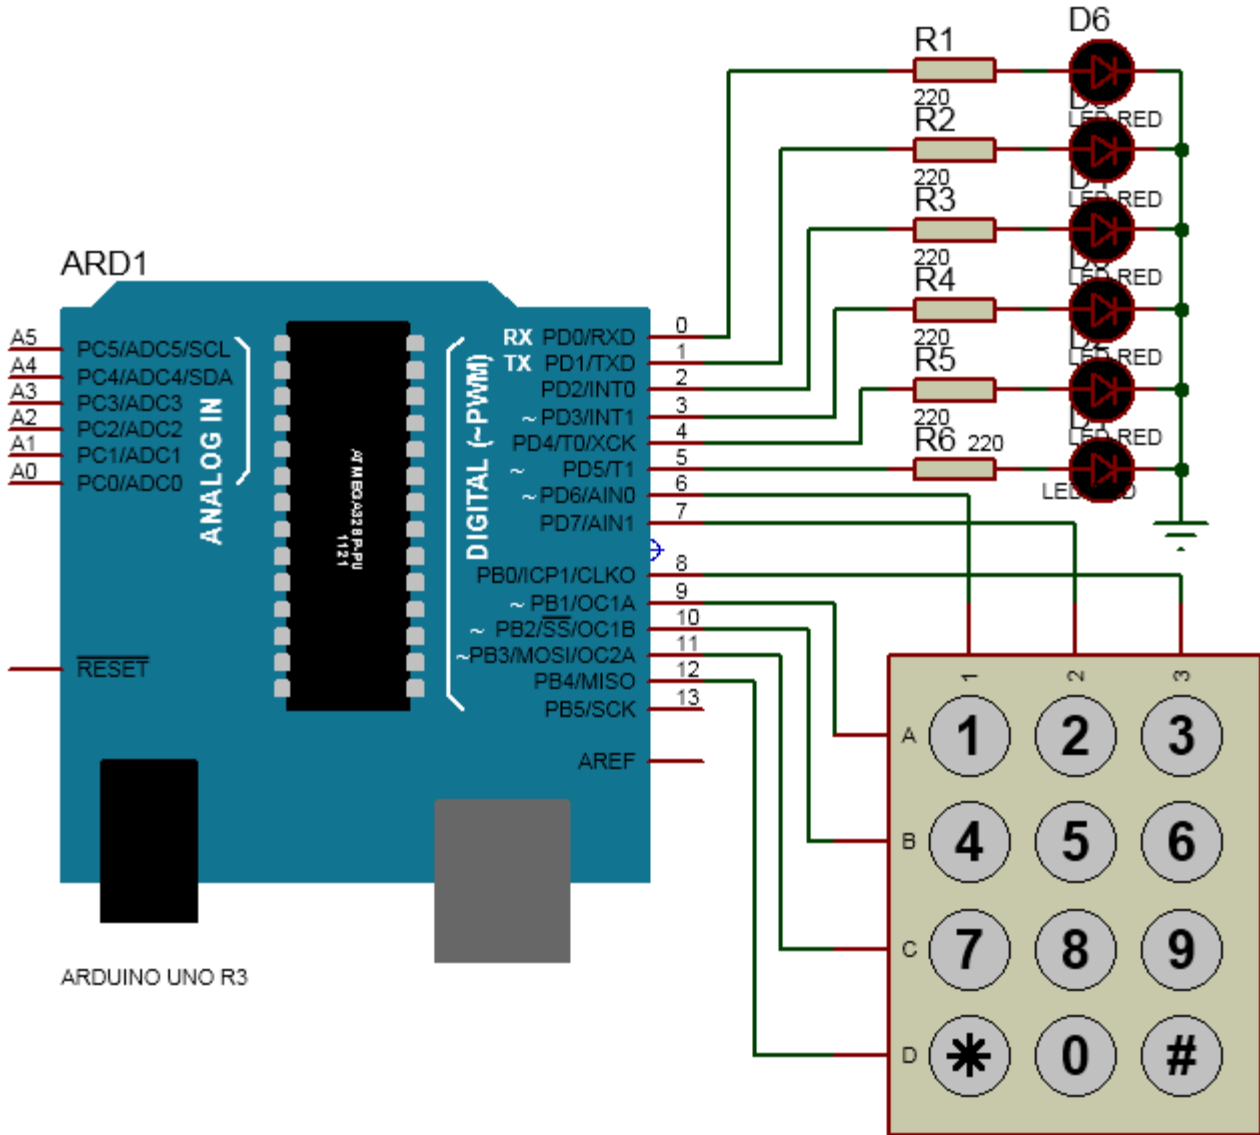 ARD1
A5
A4
A3
A2
A1
A0
PC5/ADC5/SCL
PC4/ADC4/SDA
PC3/ADC3
PC2/ADC2
PC1/ADC1
PC0/ADC0
ANALOG IN
RESET
ATMEGA328P-PU
1121
DIGITAL (~PWM)
RX PD0/RXD 0
TX PD1/TXD 1
PD2/INT0 2
~ PD3/INT1 3
PD4/T0/XCK 4
~ PD5/T1 5
~ PD6/AIN0 6
PD7/AIN1 7
PB0/ICP1/CLKO 8
~ PB1/OC1A 9
~ PB2/SS/OC1B 10
~PB3/MOSI/OC2A 11
PB4/MISO 12
PB5/SCK 13
AREF
ARDUINO UNO R3
R1 D6
220
LED-RED
R2
220
LED-RED
R3
220
LED-RED
R4
220
LED-RED
R5
220
LED-RED
R6 220
1 2 3
A 1 2 3
B 4 5 6
C 7 8 9
D * 0 #